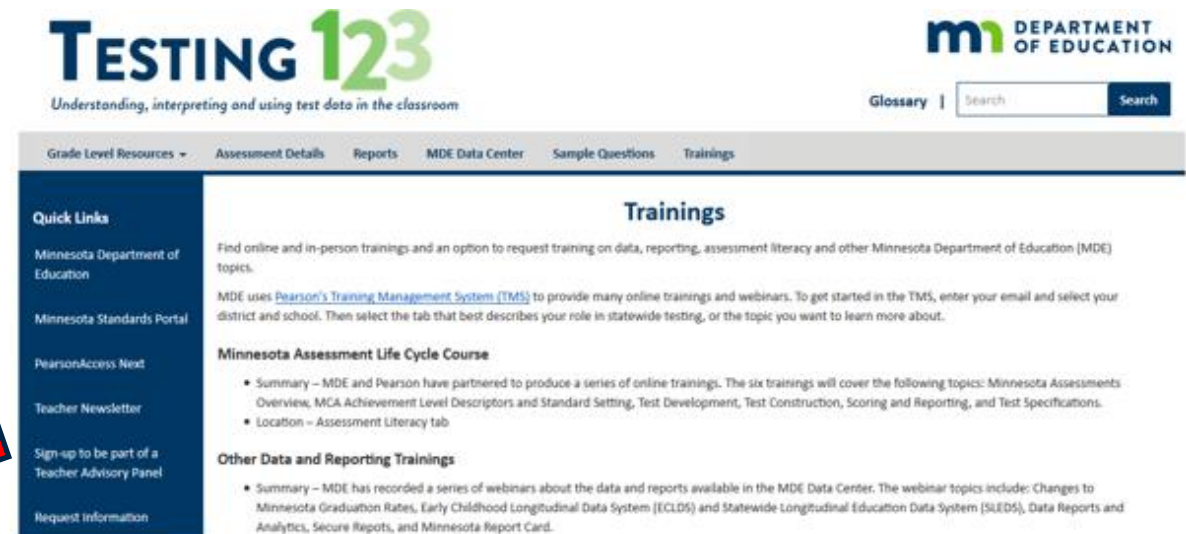 TESTING 123
Understanding, interpreting and using test data in the classroom
mn DEPARTMENT
OF EDUCATION
Glossary | Search Search
Grade Level Resources Assessment Details Reports MDE Data Center Sample Questions Trainings
Quick Links
Minnesota Department of
Education
Minnesota Standards Portal
PearsonAccess Next
Teacher Newsletter
Sign-up to be part of a
Teacher Advisory Panel
Request Information
Trainings
Find online and in-person trainings and an option to request training on data, reporting, assessment literacy and other Minnesota Department of Education (MDE)
topics.
MDE uses Pearson's Training Management System (TMS) to provide many online trainings and webinars. To get started in the TMS, enter your email and select your
district and school. Then select the tab that best describes your role in statewide testing, or the topic you want to learn more about.
Minnesota Assessment Life Cycle Course
• Summary – MDE and Pearson have partnered to produce a series of online trainings. The six trainings will cover the following topics: Minnesota Assessments
Overview, MCA Achievement Level Descriptors and Standard Setting, Test Development, Test Construction, Scoring and Reporting, and Test Specifications.
• Location – Assessment Literacy tab
Other Data and Reporting Trainings
• Summary – MDE has recorded a series of webinars about the data and reports available in the MDE Data Center. The webinar topics include: Changes to
Minnesota Graduation Rates, Early Childhood Longitudinal Data System (ECLDS) and Statewide Longitudinal Education Data System (SLEDS), Data Reports and
Analytics, Secure Repots, and Minnesota Report Card.